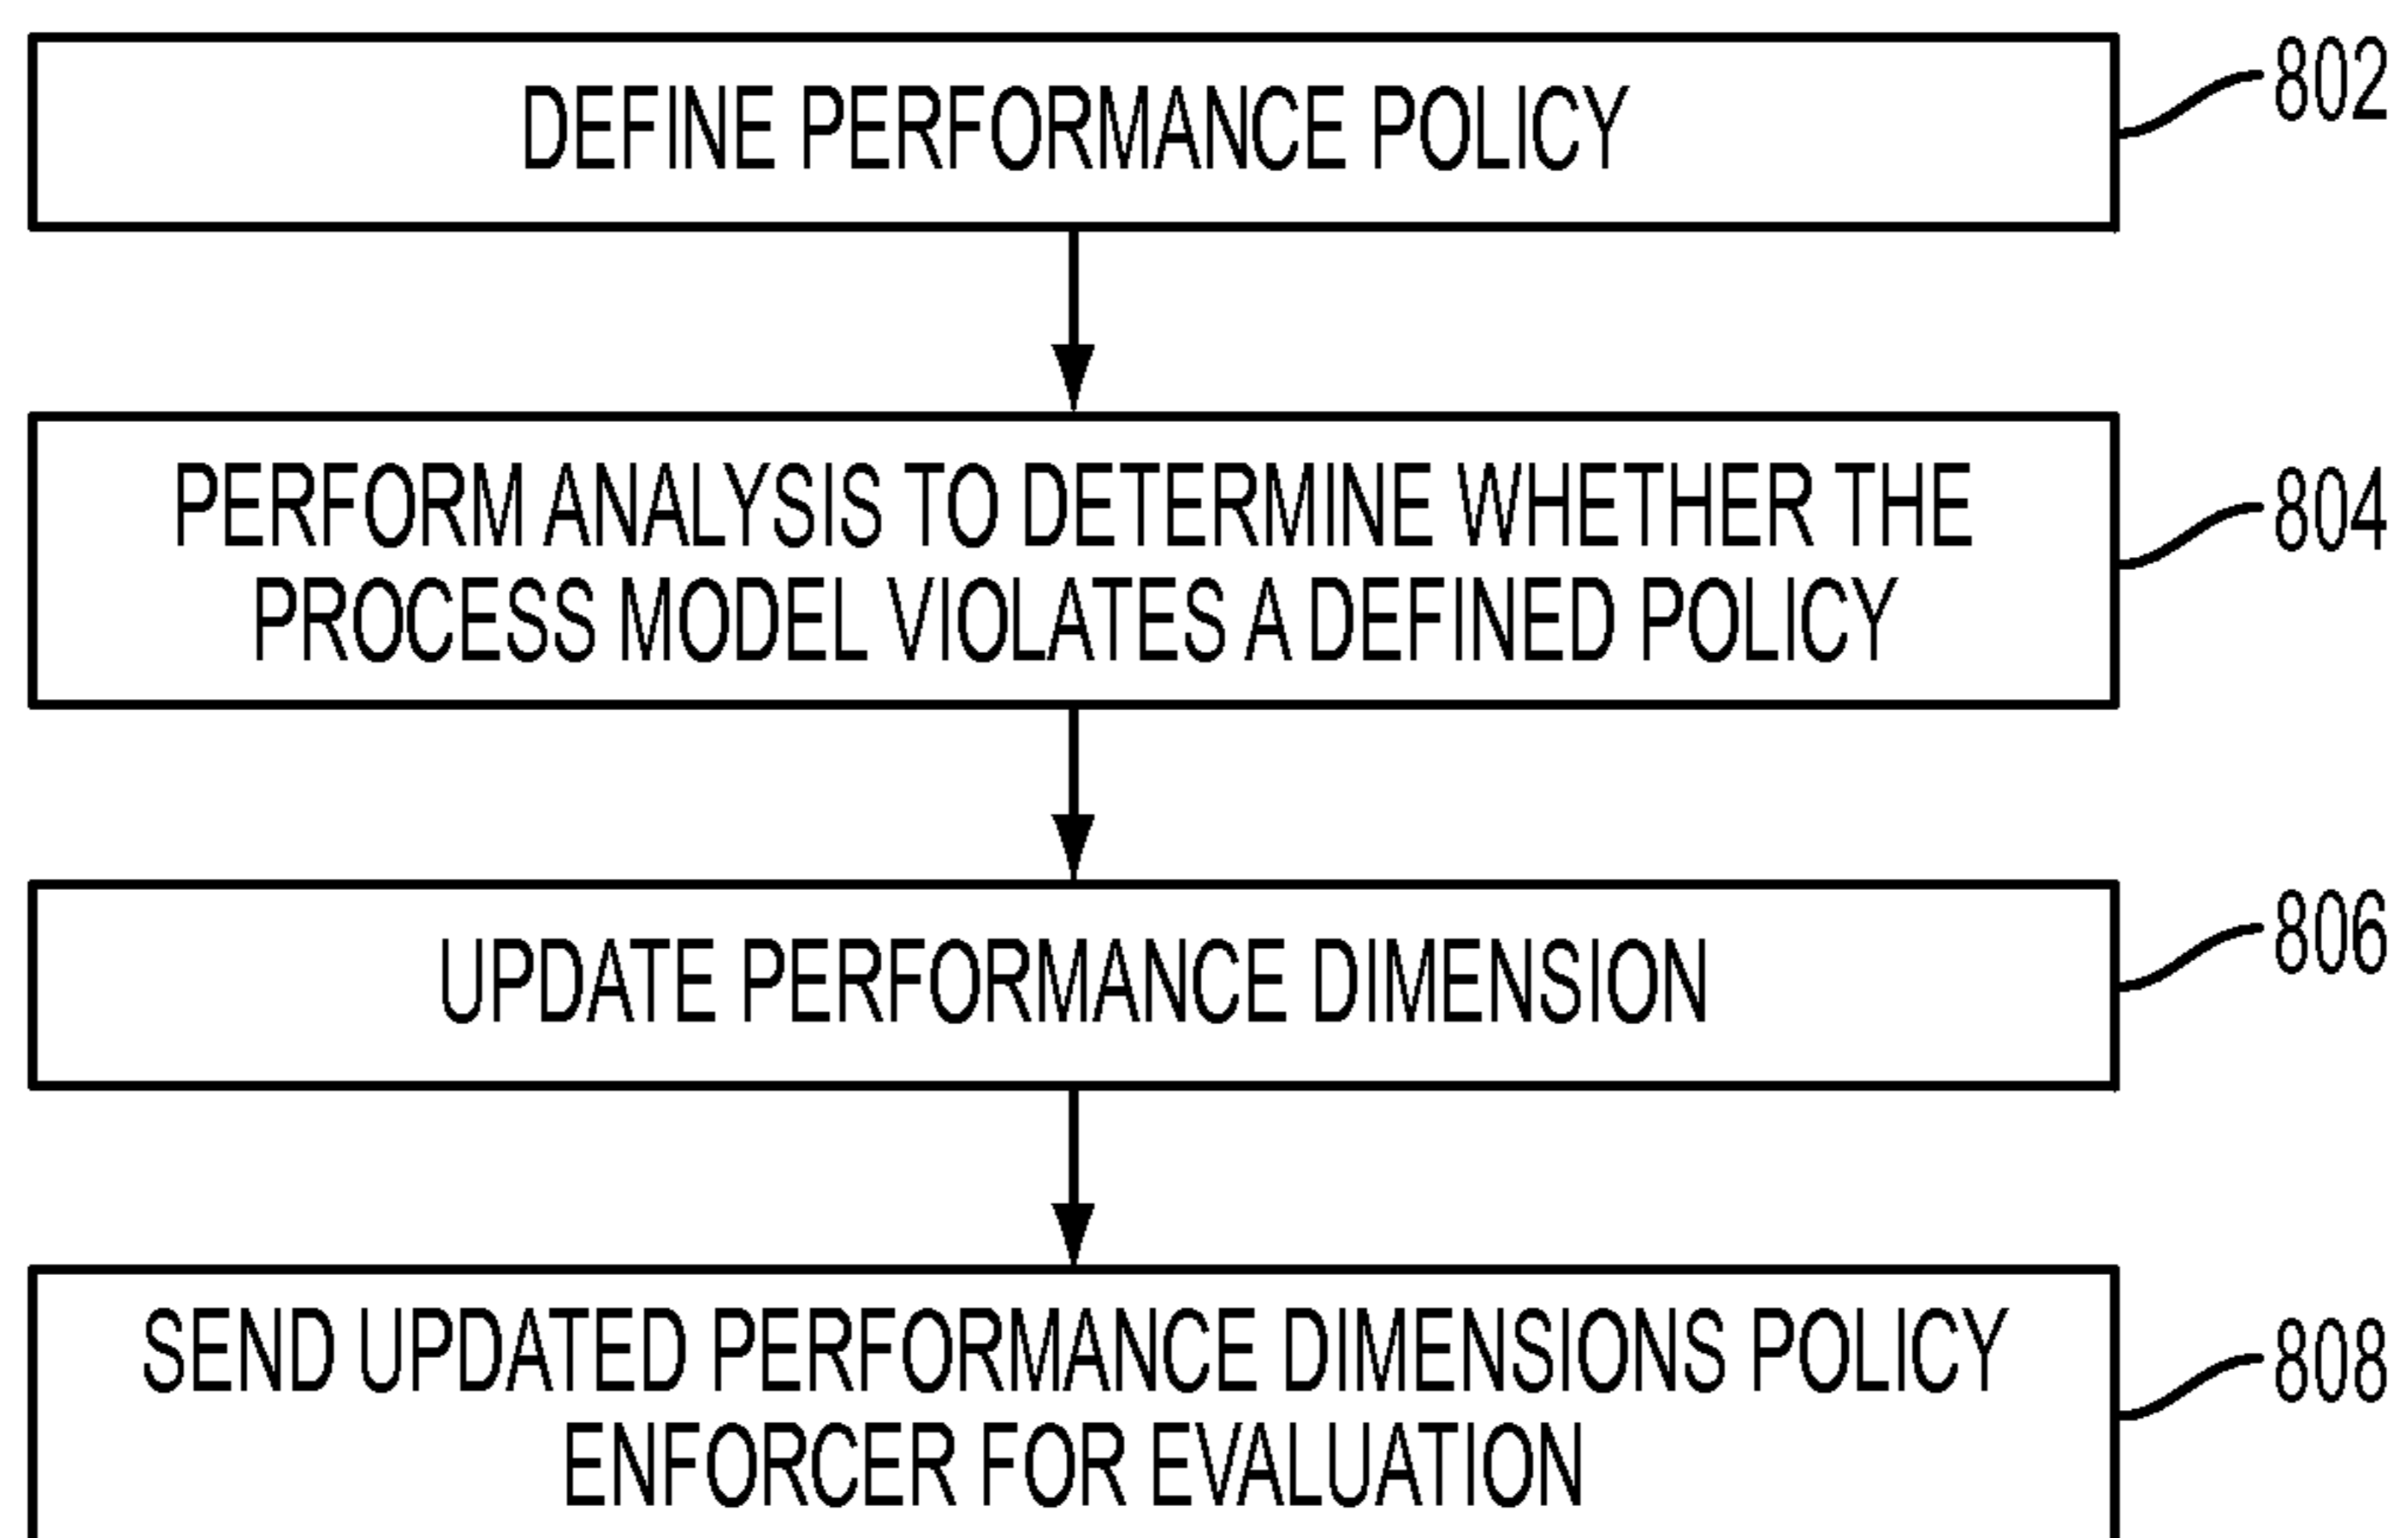 DEFINE PERFORMANCE POLICY
802
PERFORM ANALYSIS TO DETERMINE WHETHER THE
PROCESS MODEL VIOLATES A DEFINED POLICY
804
UPDATE PERFORMANCE DIMENSION
806
SEND UPDATED PERFORMANCE DIMENSIONS POLICY
ENFORCER FOR EVALUATION
808